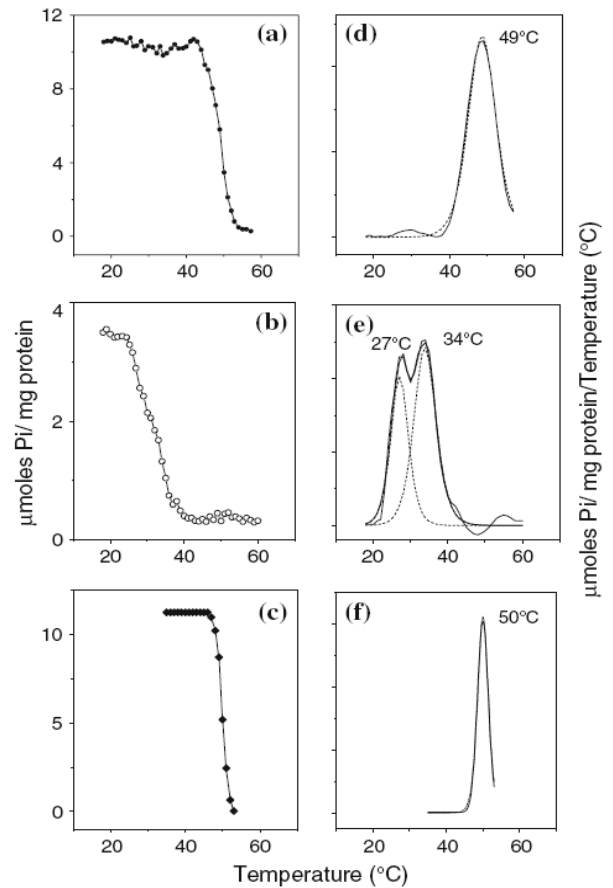 12
8
4
0
20
40
60
(a)
49°C
(d)
20
40
60
4
2
0
20
40
60
(b)
27°C
34°C
(e)
20
40
60
10
5
0
20
40
60
(c)
50°C
(f)
20
40
60
μmoles Pi/ mg protein
μmoles Pi/ mg protein/Temperature (°C)
Temperature (°C)